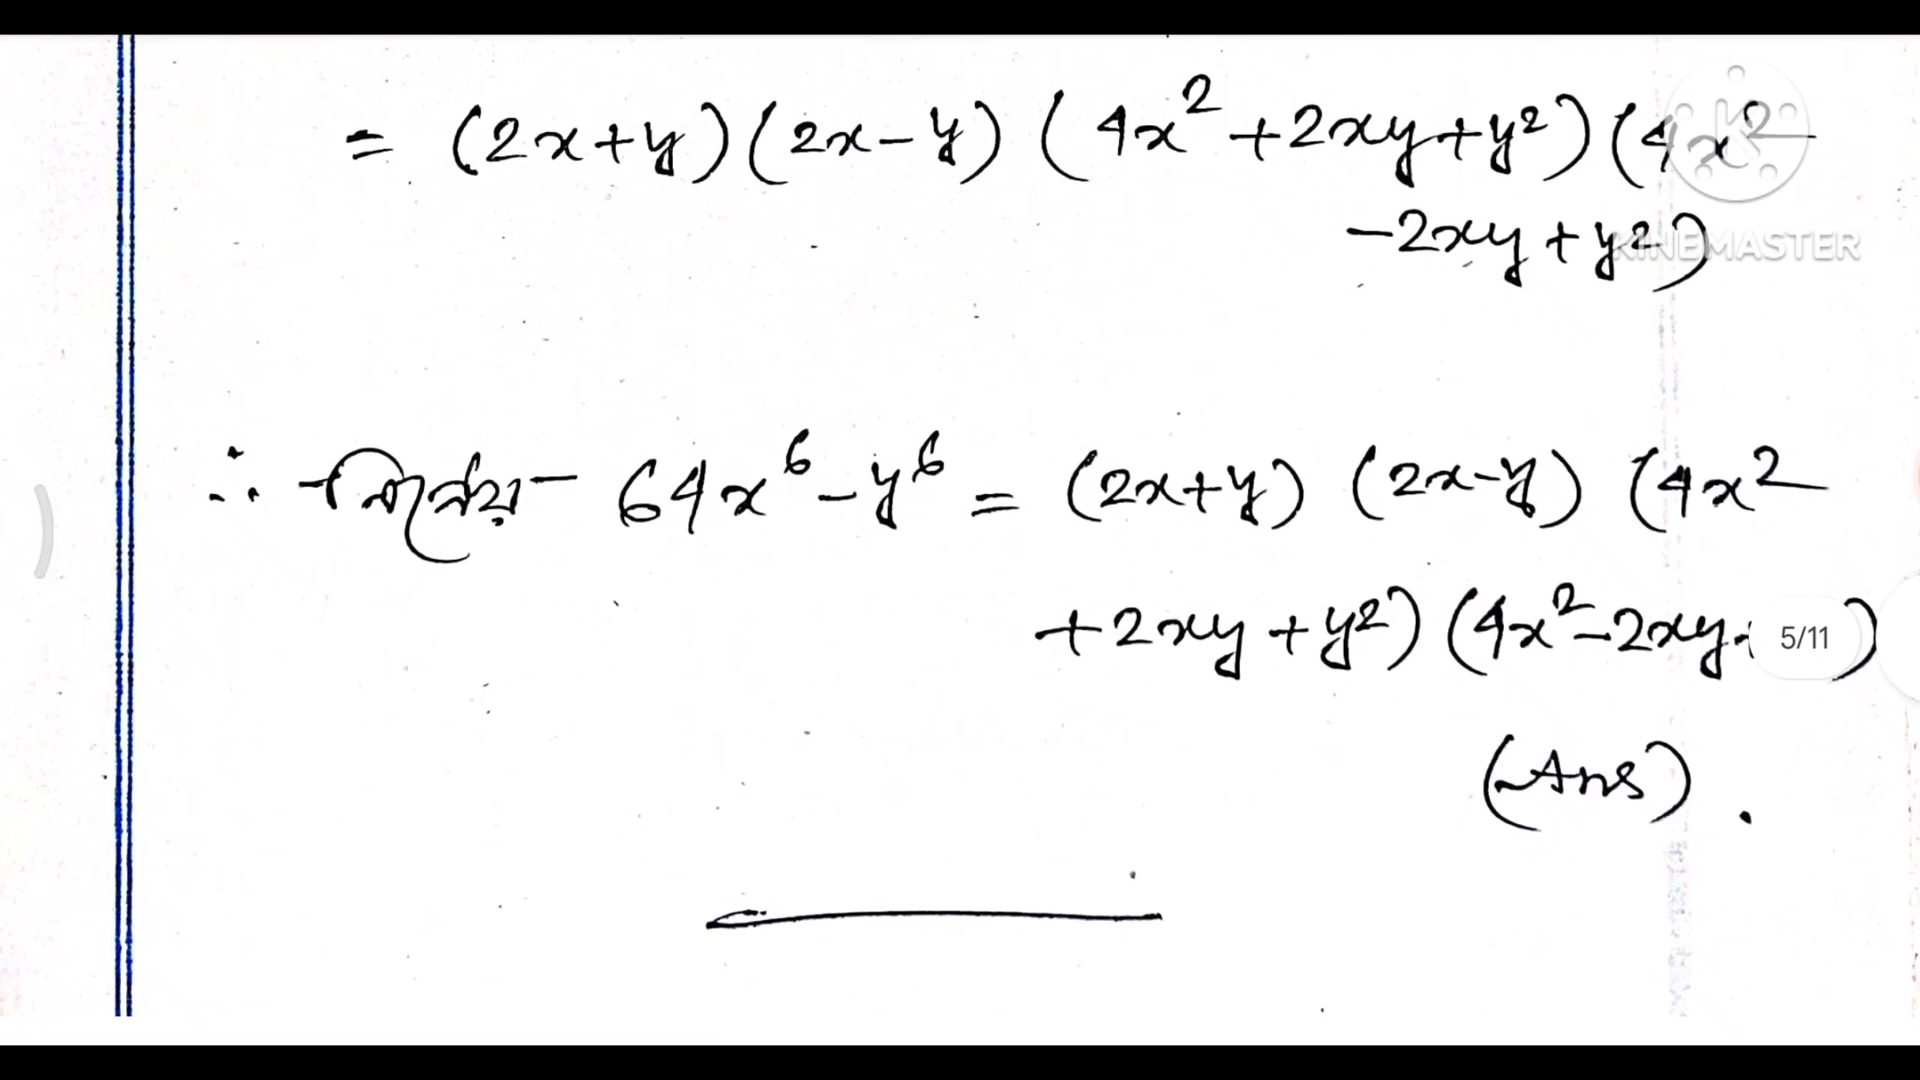 = (2x+y)(2x-y) (4x² +2xy+y²)(4x²
-2xy+y²)
KINEMASTER
∴ নির্ণেয়- 64x⁶-y⁶ = (2x+y) (2x-y) (4x²
+2xy+y²) (4x²-2xy+ )
5/11
(Ans).